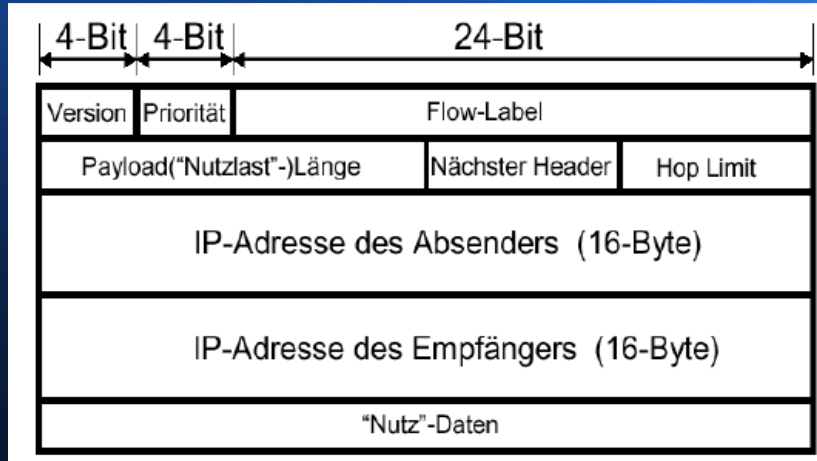 4-Bit 4-Bit 24-Bit
Version Priorität Flow-Label
Payload("Nutzlast"-)Länge Nächster Header Hop Limit
IP-Adresse des Absenders (16-Byte)
IP-Adresse des Empfängers (16-Byte)
"Nutz"-Daten